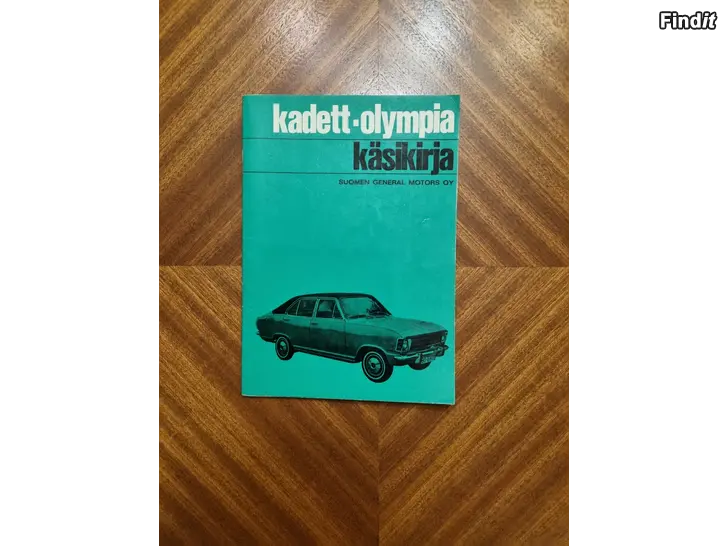 Findit
kadett•olympia
käsikirja
SUOMEN GENERAL MOTORS OY